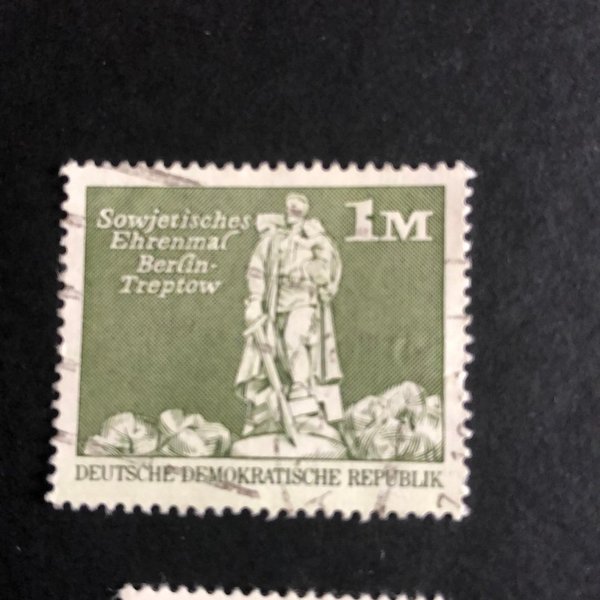 Sowjetisches
Ehrenmal
Berlin-
Treptow
1M
DEUTSCHE DEMOKRATISCHE REPUBLIK